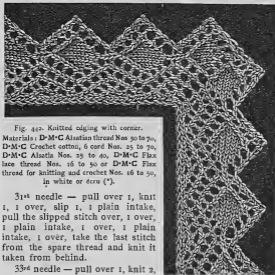 Fig. 442. Knitted edging with corner.
Materials: D·M·C Alsatian thread Nos 30 to 70,
D·M·C Crochet cotton, 6 cord Nos. 25 to 70,
D·M·C Alsatia Nos. 25 to 40, D·M·C Flax
lace thread Nos. 16 to 50 or D·M·C Flax
thread for knitting and crochet Nos. 16 to 50,
in white or écru (*).
31st needle — pull over 1, knit
1, 1 over, slip 1, 1 plain intake,
pull the slipped stitch over, 1 over,
1 plain intake, 1 over, 1 plain
intake, 1 over, take the last stitch
from the spare thread and knit it
taken from behind.
33rd needle — pull over 1, knit 2,